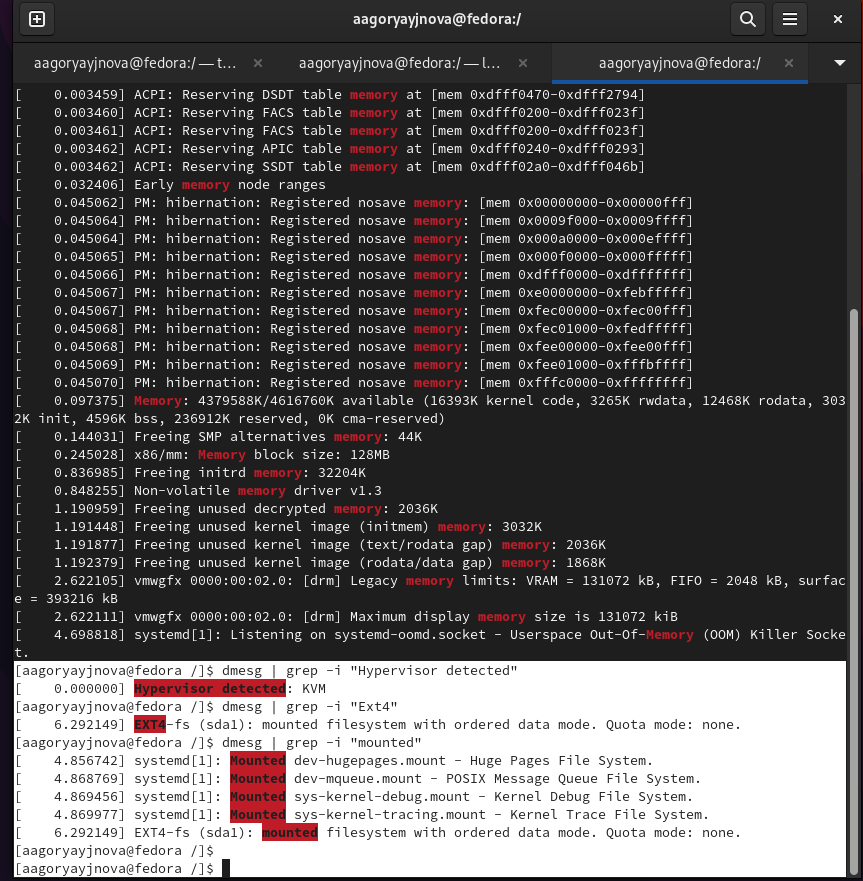 aagoryayjnova@fedora:/
aagoryayjnova@fedora:/ — t...
aagoryayjnova@fedora:/ — l...
aagoryayjnova@fedora:/
[    0.003459] ACPI: Reserving DSDT table memory at [mem 0xdfff0470-0xdfff2794]
[    0.003460] ACPI: Reserving FACS table memory at [mem 0xdfff0200-0xdfff023f]
[    0.003461] ACPI: Reserving FACS table memory at [mem 0xdfff0200-0xdfff023f]
[    0.003462] ACPI: Reserving APIC table memory at [mem 0xdfff0240-0xdfff0293]
[    0.003462] ACPI: Reserving SSDT table memory at [mem 0xdfff02a0-0xdfff046b]
[    0.032406] Early memory node ranges
[    0.045062] PM: hibernation: Registered nosave memory: [mem 0x00000000-0x00000fff]
[    0.045064] PM: hibernation: Registered nosave memory: [mem 0x0009f000-0x0009ffff]
[    0.045064] PM: hibernation: Registered nosave memory: [mem 0x000a0000-0x000effff]
[    0.045065] PM: hibernation: Registered nosave memory: [mem 0x000f0000-0x000fffff]
[    0.045066] PM: hibernation: Registered nosave memory: [mem 0xdfff0000-0xdfffffff]
[    0.045067] PM: hibernation: Registered nosave memory: [mem 0xe0000000-0xfebfffff]
[    0.045067] PM: hibernation: Registered nosave memory: [mem 0xfec00000-0xfec00fff]
[    0.045068] PM: hibernation: Registered nosave memory: [mem 0xfec01000-0xfedfffff]
[    0.045068] PM: hibernation: Registered nosave memory: [mem 0xfee00000-0xfee00fff]
[    0.045069] PM: hibernation: Registered nosave memory: [mem 0xfee01000-0xfffbffff]
[    0.045070] PM: hibernation: Registered nosave memory: [mem 0xfffc0000-0xffffffff]
[    0.097375] Memory: 4379588K/4616760K available (16393K kernel code, 3265K rwdata, 12468K rodata, 303
2K init, 4596K bss, 236912K reserved, 0K cma-reserved)
[    0.144031] Freeing SMP alternatives memory: 44K
[    0.245028] x86/mm: Memory block size: 128MB
[    0.836985] Freeing initrd memory: 32204K
[    0.848255] Non-volatile memory driver v1.3
[    1.190959] Freeing unused decrypted memory: 2036K
[    1.191448] Freeing unused kernel image (initmem) memory: 3032K
[    1.191877] Freeing unused kernel image (text/rodata gap) memory: 2036K
[    1.192379] Freeing unused kernel image (rodata/data gap) memory: 1868K
[    2.622105] vmwgfx 0000:00:02.0: [drm] Legacy memory limits: VRAM = 131072 kB, FIFO = 2048 kB, surfac
e = 393216 kB
[    2.622111] vmwgfx 0000:00:02.0: [drm] Maximum display memory size is 131072 kiB
[    4.698818] systemd[1]: Listening on systemd-oomd.socket - Userspace Out-Of-Memory (OOM) Killer Socke
t.
[aagoryayjnova@fedora /]$ dmesg | grep -i "Hypervisor detected"
[    0.000000] Hypervisor detected: KVM
[aagoryayjnova@fedora /]$ dmesg | grep -i "Ext4"
[    6.292149] EXT4-fs (sda1): mounted filesystem with ordered data mode. Quota mode: none.
[aagoryayjnova@fedora /]$ dmesg | grep -i "mounted"
[    4.856742] systemd[1]: Mounted dev-hugepages.mount - Huge Pages File System.
[    4.868769] systemd[1]: Mounted dev-mqueue.mount - POSIX Message Queue File System.
[    4.869456] systemd[1]: Mounted sys-kernel-debug.mount - Kernel Debug File System.
[    4.869977] systemd[1]: Mounted sys-kernel-tracing.mount - Kernel Trace File System.
[    6.292149] EXT4-fs (sda1): mounted filesystem with ordered data mode. Quota mode: none.
[aagoryayjnova@fedora /]$
[aagoryayjnova@fedora /]$